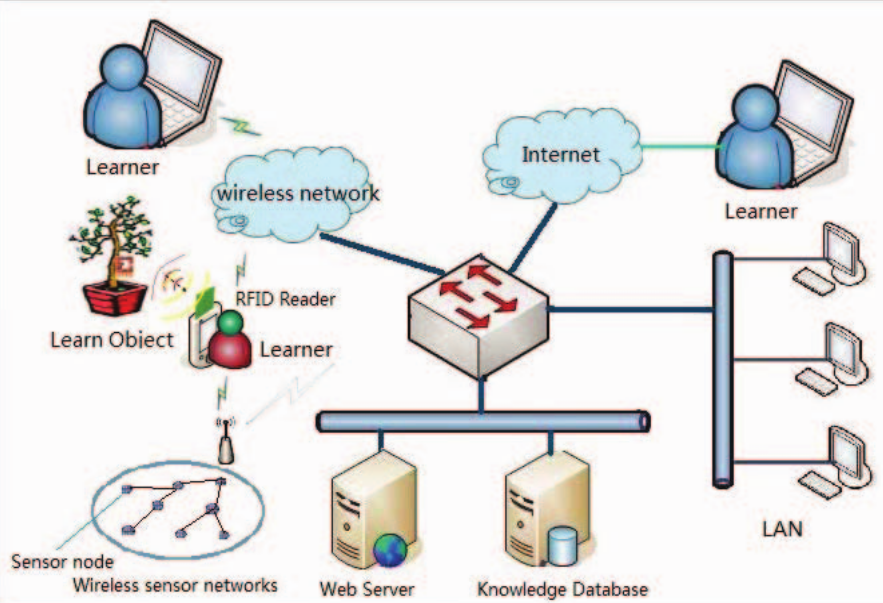 Learner
Internet
wireless network
Learner
RFID Reader
Learn Object
Learner
LAN
Sensor node
Wireless sensor networks
Web Server
Knowledge Database